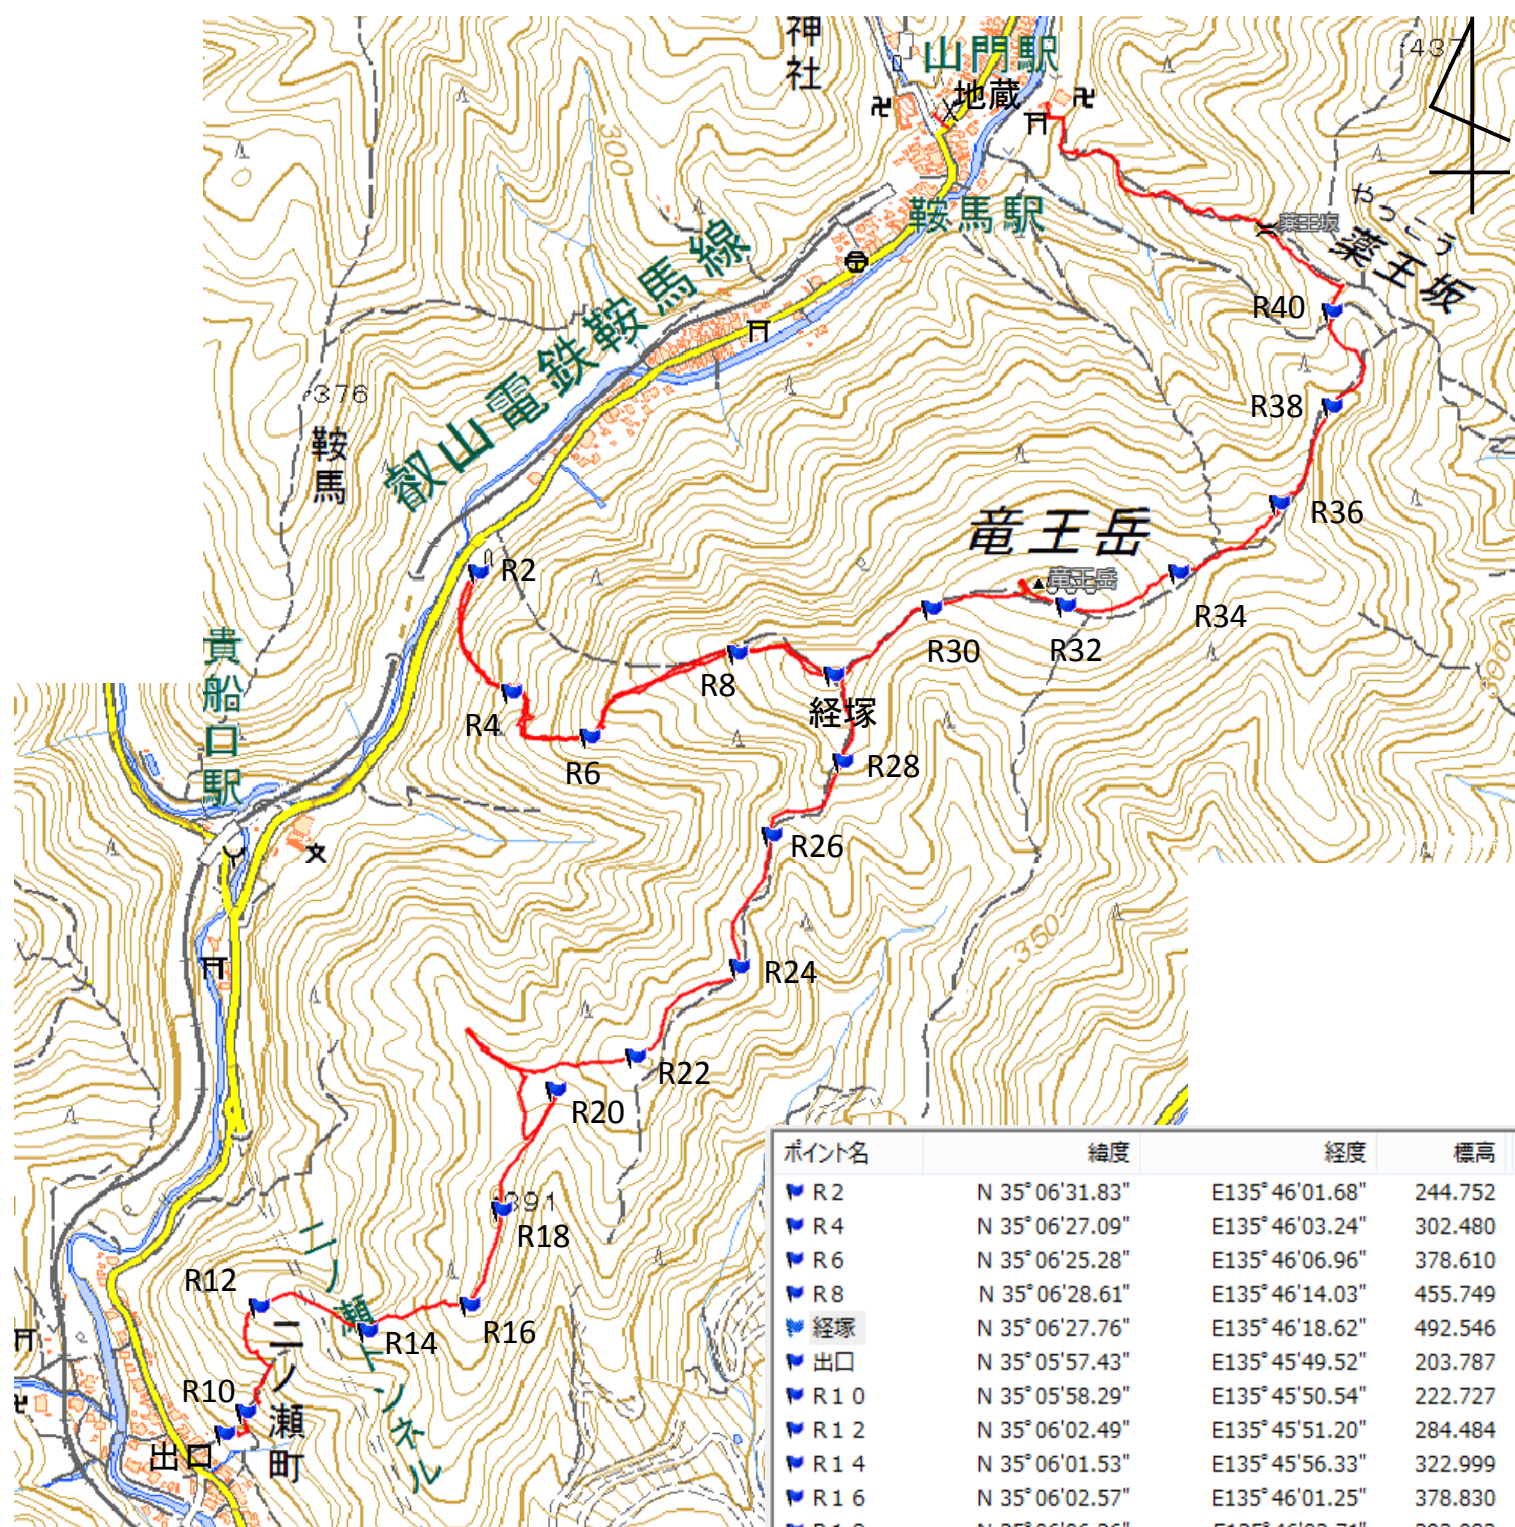 神社
山門駅
地蔵
437
300
鞍馬駅
やっこう
薬王坂
薬王坂
叡山電鉄鞍馬線
R40
376
鞍馬
R38
R36
竜王岳
竜王岳
R2
R34
R30
R32
貴船口駅
R8
R4
経塚
R6
R28
300
R26
350
R24
R22
R20
391
R18
二ノ瀬トンネル
R12
R14
R16
二ノ瀬町
R10
出口
ポイント名 緯度 経度 標高
R2 N 35°06'31.83" E135°46'01.68" 244.752
R4 N 35°06'27.09" E135°46'03.24" 302.480
R6 N 35°06'25.28" E135°46'06.96" 378.610
R8 N 35°06'28.61" E135°46'14.03" 455.749
経塚 N 35°06'27.76" E135°46'18.62" 492.546
出口 N 35°05'57.43" E135°45'49.52" 203.787
R10 N 35°05'58.29" E135°45'50.54" 222.727
R12 N 35°06'02.49" E135°45'51.20" 284.484
R14 N 35°06'01.53" E135°45'56.33" 322.999
R16 N 35°06'02.57" E135°46'01.25" 378.830